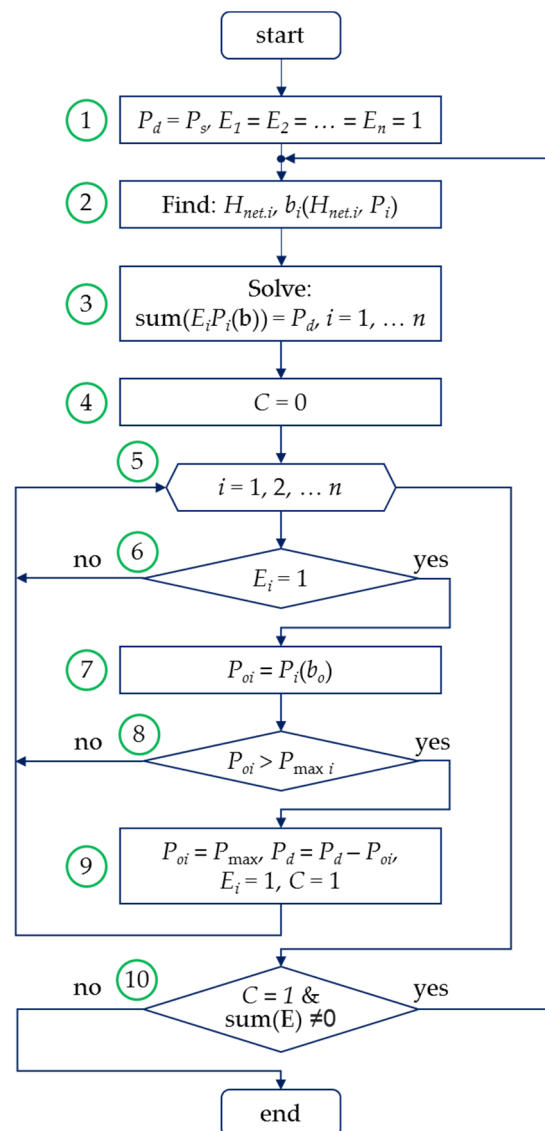 start
1
P_d = P_s, E_1 = E_2 = … = E_n = 1
2
Find: H_net.i, b_i(H_net.i, P_i)
3
Solve:
sum(E_iP_i(b)) = P_d, i = 1, … n
4
C = 0
5
i = 1, 2, … n
no
6
yes
E_i = 1
7
P_oi = P_i(b_o)
no
8
yes
P_oi > P_max i
9
P_oi = P_max, P_d = P_d − P_oi,
E_i = 1, C = 1
no
10
yes
C = 1 &
sum(E) ≠0
end